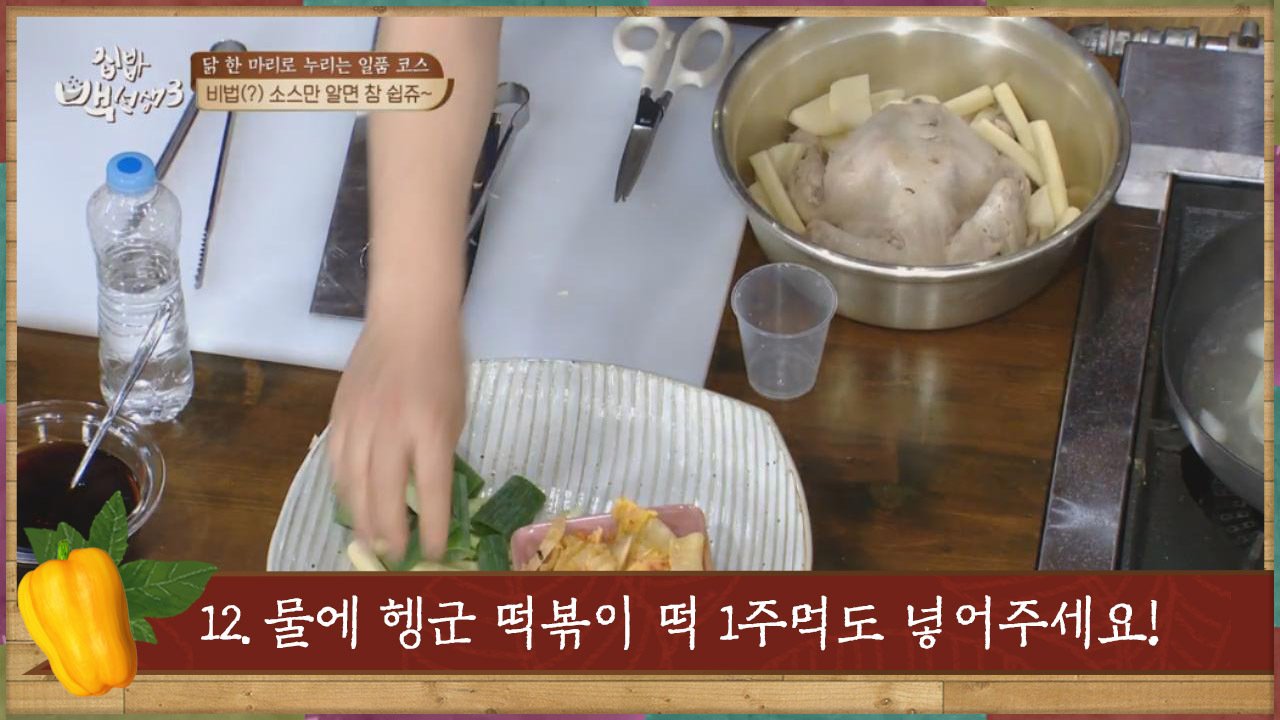 집밥
백선생3
닭 한 마리로 누리는 일품 코스
비법(?) 소스만 알면 참 쉽쥬~
12. 물에 헹군 떡볶이 떡 1주먹도 넣어주세요!